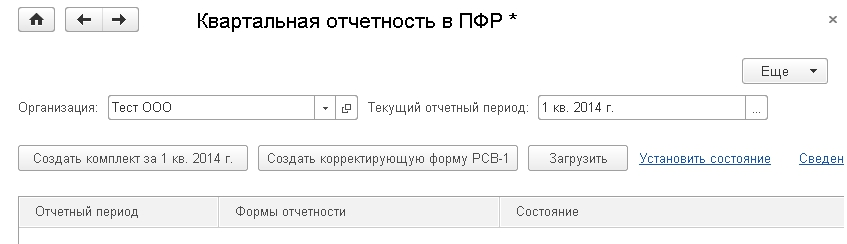 Квартальная отчетность в ПФР *
Еще
Организация: Тест ООО Текущий отчетный период: 1 кв. 2014 г. ...
Создать комплект за 1 кв. 2014 г. Создать корректирующую форму РСВ-1 Загрузить Установить состояние Сведен
Отчетный период Формы отчетности Состояние